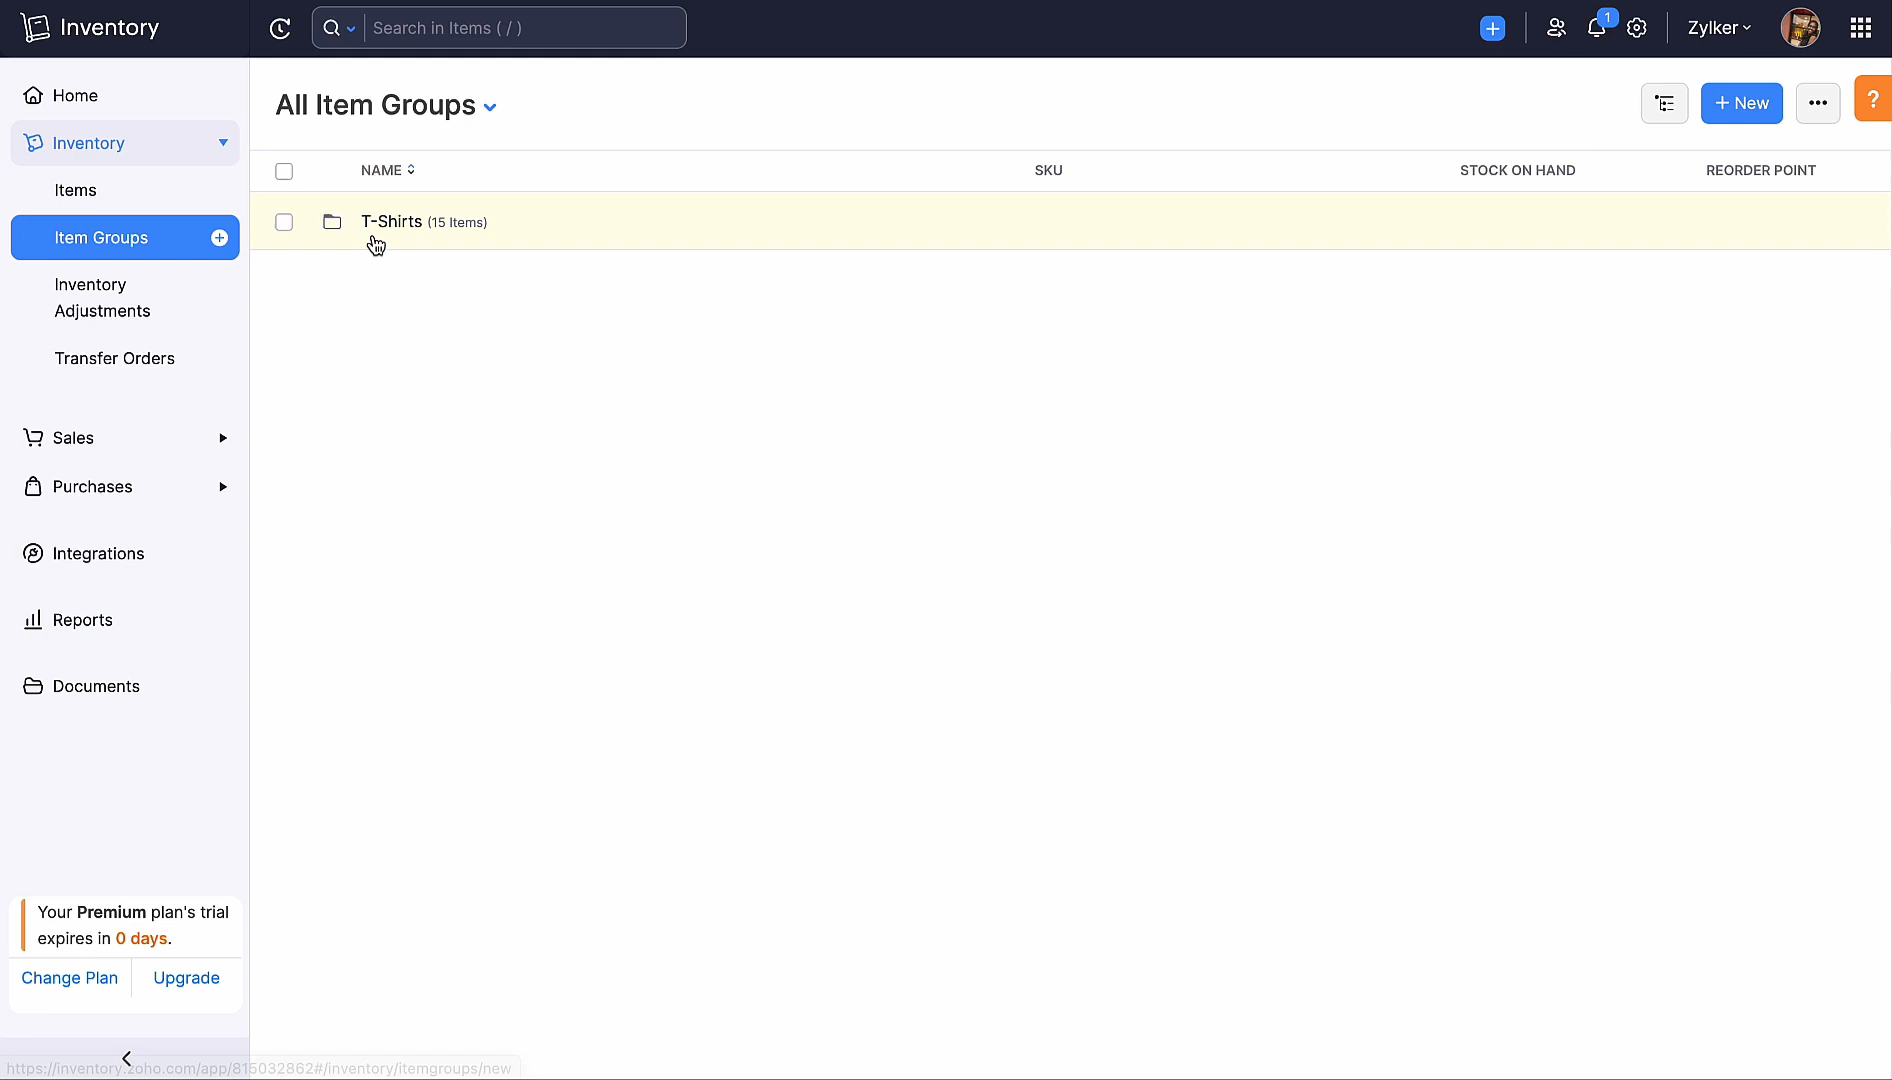 Inventory
Search in Items ( / )
1
Zylker
Home
Inventory
Items
Item Groups
Inventory
Adjustments
Transfer Orders
Sales
Purchases
Integrations
Reports
Documents
Your Premium plan's trial
expires in 0 days.
Change Plan
Upgrade
https://inventory.zoho.com/app/815032862#/inventory/itemgroups/new
All Item Groups
+ New
?
NAME
SKU
STOCK ON HAND
REORDER POINT
T-Shirts (15 Items)